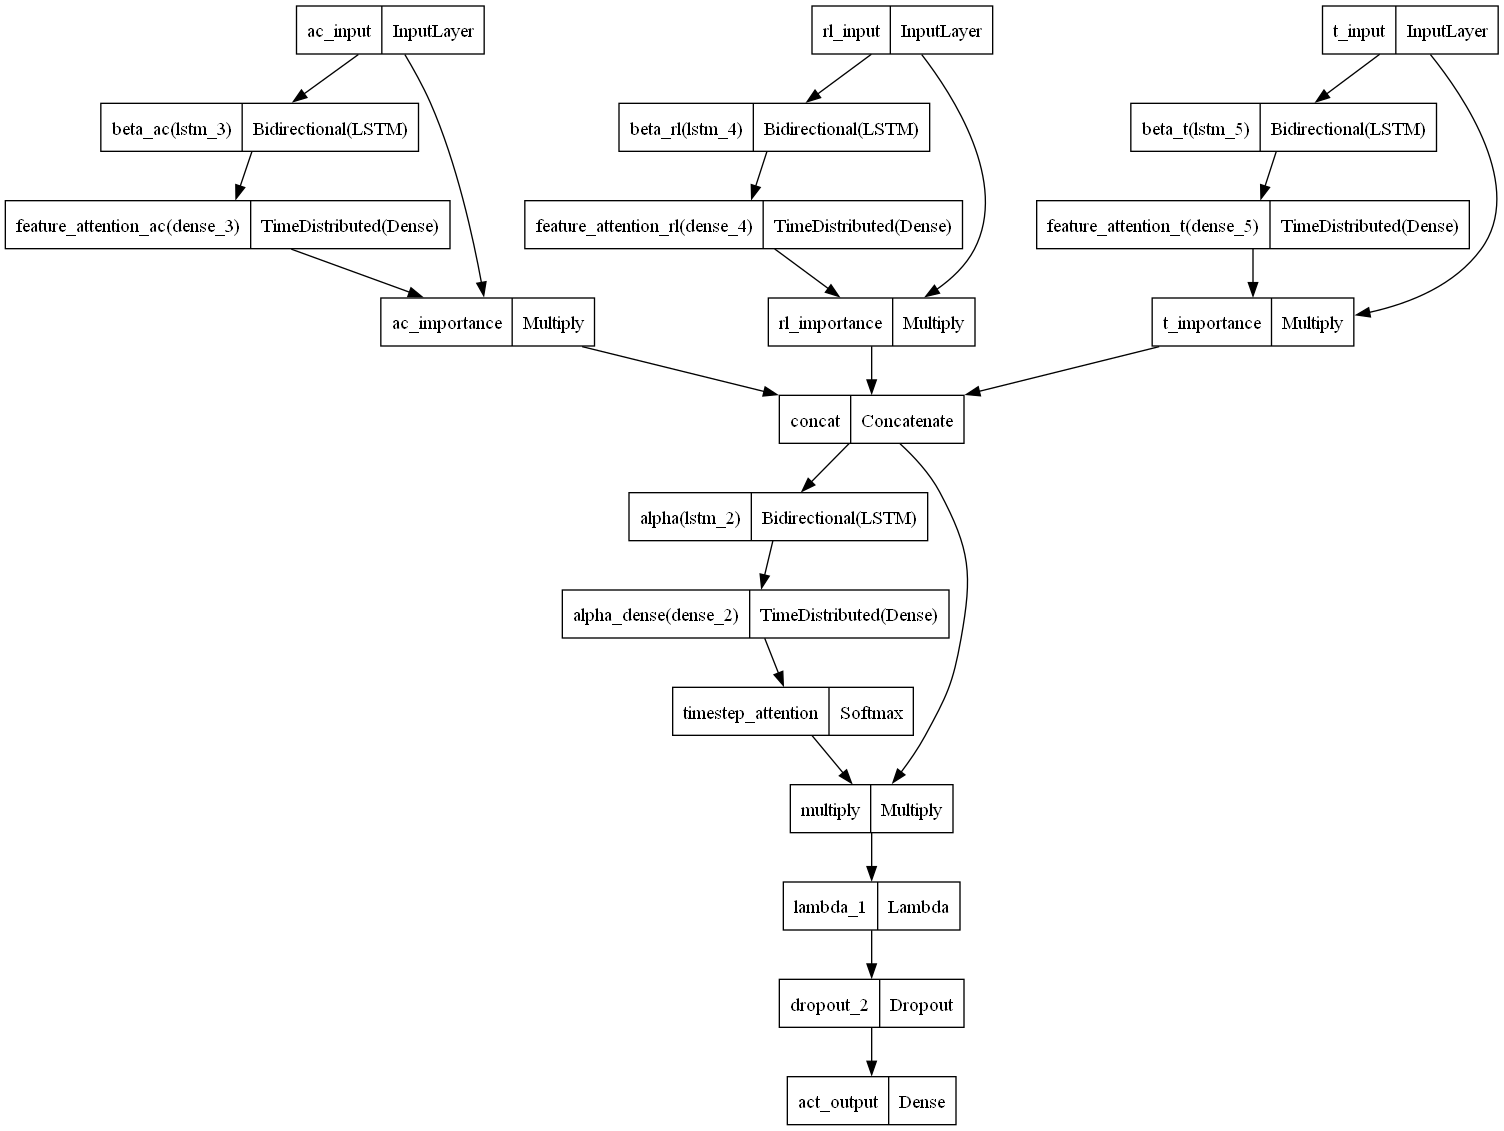 ac_input InputLayer
rl_input InputLayer
t_input InputLayer
beta_ac(lstm_3) Bidirectional(LSTM)
beta_rl(lstm_4) Bidirectional(LSTM)
beta_t(lstm_5) Bidirectional(LSTM)
feature_attention_ac(dense_3) TimeDistributed(Dense)
feature_attention_rl(dense_4) TimeDistributed(Dense)
feature_attention_t(dense_5) TimeDistributed(Dense)
ac_importance Multiply
rl_importance Multiply
t_importance Multiply
concat Concatenate
alpha(lstm_2) Bidirectional(LSTM)
alpha_dense(dense_2) TimeDistributed(Dense)
timestep_attention Softmax
multiply Multiply
lambda_1 Lambda
dropout_2 Dropout
act_output Dense